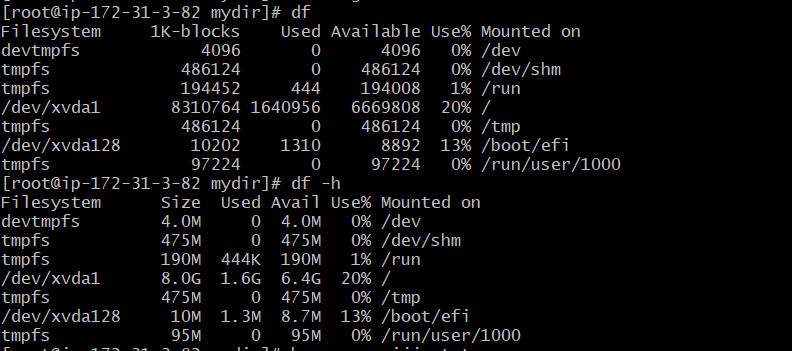 [root@ip-172-31-3-82 mydir]# df
Filesystem     1K-blocks    Used Available Use% Mounted on
devtmpfs            4096       0      4096   0% /dev
tmpfs             486124       0    486124   0% /dev/shm
tmpfs             194452     444    194008   1% /run
/dev/xvda1       8310764 1640956   6669808  20% /
tmpfs             486124       0    486124   0% /tmp
/dev/xvda128       10202    1310      8892  13% /boot/efi
tmpfs              97224       0     97224   0% /run/user/1000
[root@ip-172-31-3-82 mydir]# df -h
Filesystem      Size  Used Avail Use% Mounted on
devtmpfs        4.0M     0  4.0M   0% /dev
tmpfs           475M     0  475M   0% /dev/shm
tmpfs           190M  444K  190M   1% /run
/dev/xvda1      8.0G  1.6G  6.4G  20% /
tmpfs           475M     0  475M   0% /tmp
/dev/xvda128     10M  1.3M  8.7M  13% /boot/efi
tmpfs            95M     0   95M   0% /run/user/1000